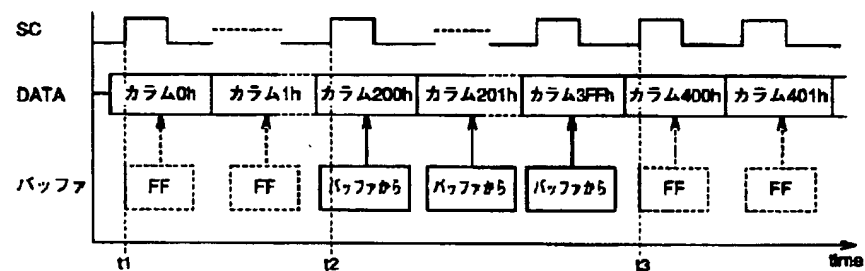 SC
DATA
カラム0h カラム1h カラム200h カラム201h カラム3FFh カラム400h カラム401h
バッファ
FF FF バッファから バッファから バッファから FF FF
t1 t2 t3 time